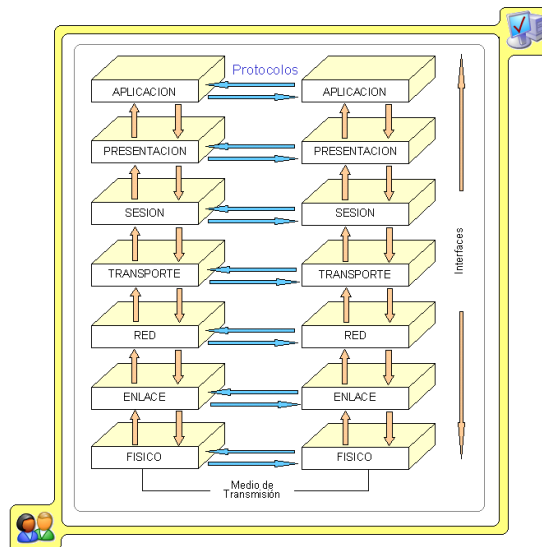 Protocolos
APLICACION
APLICACION
PRESENTACION
PRESENTACION
SESION
SESION
Interfaces
TRANSPORTE
TRANSPORTE
RED
RED
ENLACE
ENLACE
FISICO
FISICO
Medio de
Transmisión